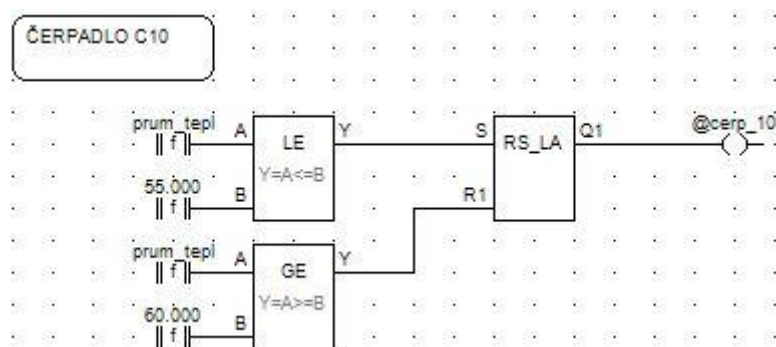 ČERPADLO C10
prum_tepl A LE Y S RS_LA Q1 @cerp_10
f
Y=A<=B
55.000 B R1
f
prum_tepl A GE Y
f
Y=A>=B
60.000 B
f